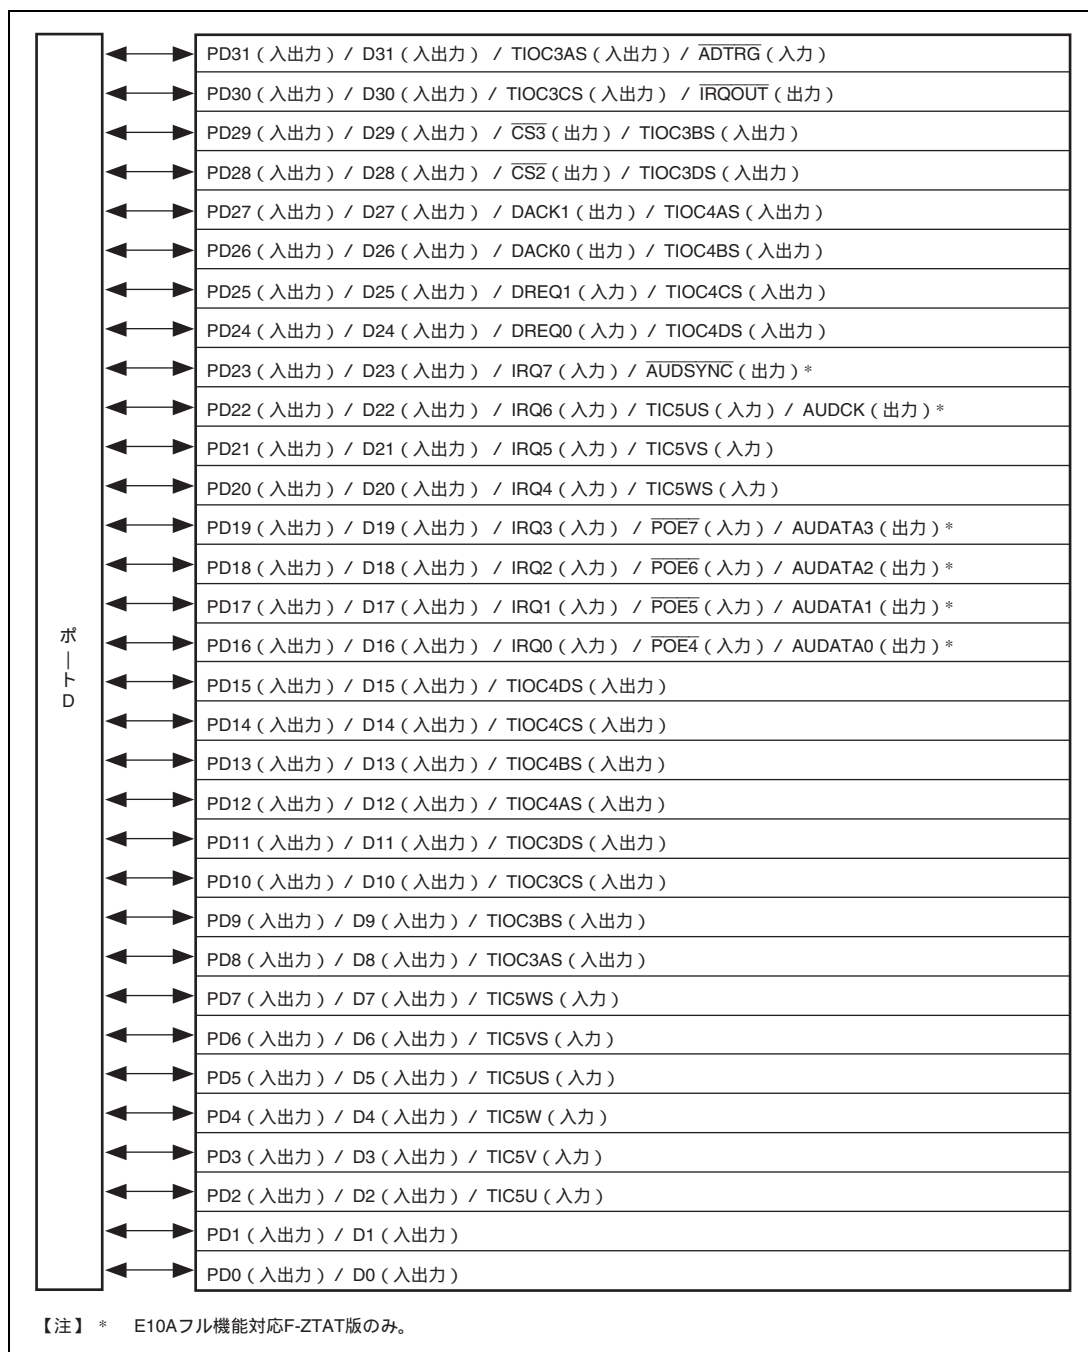 PD31(入出力) / D31(入出力) / TIOC3AS(入出力) / ADTRG(入力)
PD30(入出力) / D30(入出力) / TIOC3CS(入出力) / IRQOUT(出力)
PD29(入出力) / D29(入出力) / CS3(出力) / TIOC3BS(入出力)
PD28(入出力) / D28(入出力) / CS2(出力) / TIOC3DS(入出力)
PD27(入出力) / D27(入出力) / DACK1(出力) / TIOC4AS(入出力)
PD26(入出力) / D26(入出力) / DACK0(出力) / TIOC4BS(入出力)
PD25(入出力) / D25(入出力) / DREQ1(入力) / TIOC4CS(入出力)
PD24(入出力) / D24(入出力) / DREQ0(入力) / TIOC4DS(入出力)
PD23(入出力) / D23(入出力) / IRQ7(入力) / AUDSYNC(出力)*
PD22(入出力) / D22(入出力) / IRQ6(入力) / TIC5US(入力) / AUDCK(出力)*
PD21(入出力) / D21(入出力) / IRQ5(入力) / TIC5VS(入力)
PD20(入出力) / D20(入出力) / IRQ4(入力) / TIC5WS(入力)
PD19(入出力) / D19(入出力) / IRQ3(入力) / POE7(入力) / AUDATA3(出力)*
PD18(入出力) / D18(入出力) / IRQ2(入力) / POE6(入力) / AUDATA2(出力)*
PD17(入出力) / D17(入出力) / IRQ1(入力) / POE5(入力) / AUDATA1(出力)*
ポートD
PD16(入出力) / D16(入出力) / IRQ0(入力) / POE4(入力) / AUDATA0(出力)*
PD15(入出力) / D15(入出力) / TIOC4DS(入出力)
PD14(入出力) / D14(入出力) / TIOC4CS(入出力)
PD13(入出力) / D13(入出力) / TIOC4BS(入出力)
PD12(入出力) / D12(入出力) / TIOC4AS(入出力)
PD11(入出力) / D11(入出力) / TIOC3DS(入出力)
PD10(入出力) / D10(入出力) / TIOC3CS(入出力)
PD9(入出力) / D9(入出力) / TIOC3BS(入出力)
PD8(入出力) / D8(入出力) / TIOC3AS(入出力)
PD7(入出力) / D7(入出力) / TIC5WS(入力)
PD6(入出力) / D6(入出力) / TIC5VS(入力)
PD5(入出力) / D5(入出力) / TIC5US(入力)
PD4(入出力) / D4(入出力) / TIC5W(入力)
PD3(入出力) / D3(入出力) / TIC5V(入力)
PD2(入出力) / D2(入出力) / TIC5U(入力)
PD1(入出力) / D1(入出力)
PD0(入出力) / D0(入出力)
【注】 * E10Aフル機能対応F-ZTAT版のみ。